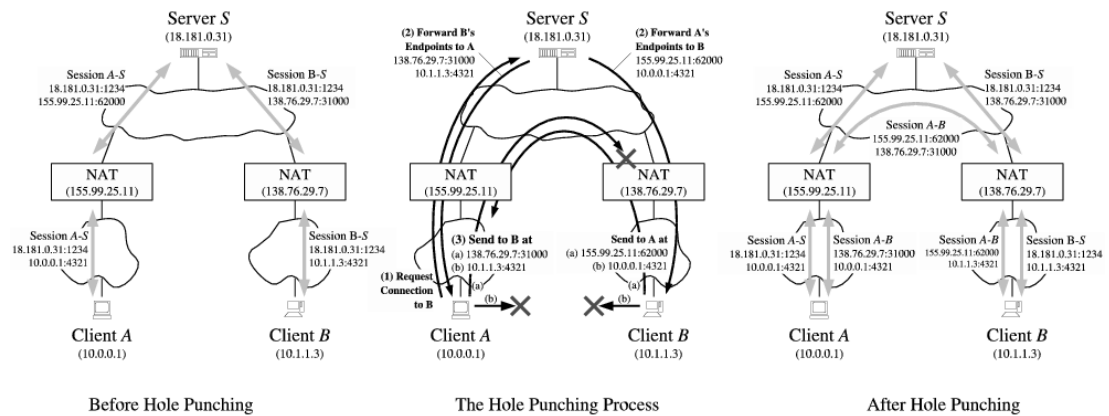 Server S
(18.181.0.31)
Session A-S
18.181.0.31:1234
155.99.25.11:62000
Session B-S
18.181.0.31:1234
138.76.29.7:31000
NAT
(155.99.25.11)
NAT
(138.76.29.7)
Session A-S
18.181.0.31:1234
10.0.0.1:4321
Session B-S
18.181.0.31:1234
10.1.1.3:4321
Client A
(10.0.0.1)
Client B
(10.1.1.3)
Before Hole Punching
(2) Forward B's
Endpoints to A
138.76.29.7:31000
10.1.1.3:4321
Server S
(18.181.0.31)
(2) Forward A's
Endpoints to B
155.99.25.11:62000
10.0.0.1:4321
NAT
(155.99.25.11)
NAT
(138.76.29.7)
(3) Send to B at
(a) 138.76.29.7:31000
(b) 10.1.1.3:4321
Send to A at
(a) 155.99.25.11:62000
(b) 10.0.0.1:4321
(1) Request
Connection
to B
(a)
(b)
(a)
(b)
Client A
(10.0.0.1)
Client B
(10.1.1.3)
The Hole Punching Process
Server S
(18.181.0.31)
Session A-S
18.181.0.31:1234
155.99.25.11:62000
Session B-S
18.181.0.31:1234
138.76.29.7:31000
Session A-B
155.99.25.11:62000
138.76.29.7:31000
NAT
(155.99.25.11)
NAT
(138.76.29.7)
Session A-S
18.181.0.31:1234
10.0.0.1:4321
Session A-B
138.76.29.7:31000
10.0.0.1:4321
Session A-B
155.99.25.11:62000
10.1.1.3:4321
Session B-S
18.181.0.31:1234
10.1.1.3:4321
Client A
(10.0.0.1)
Client B
(10.1.1.3)
After Hole Punching